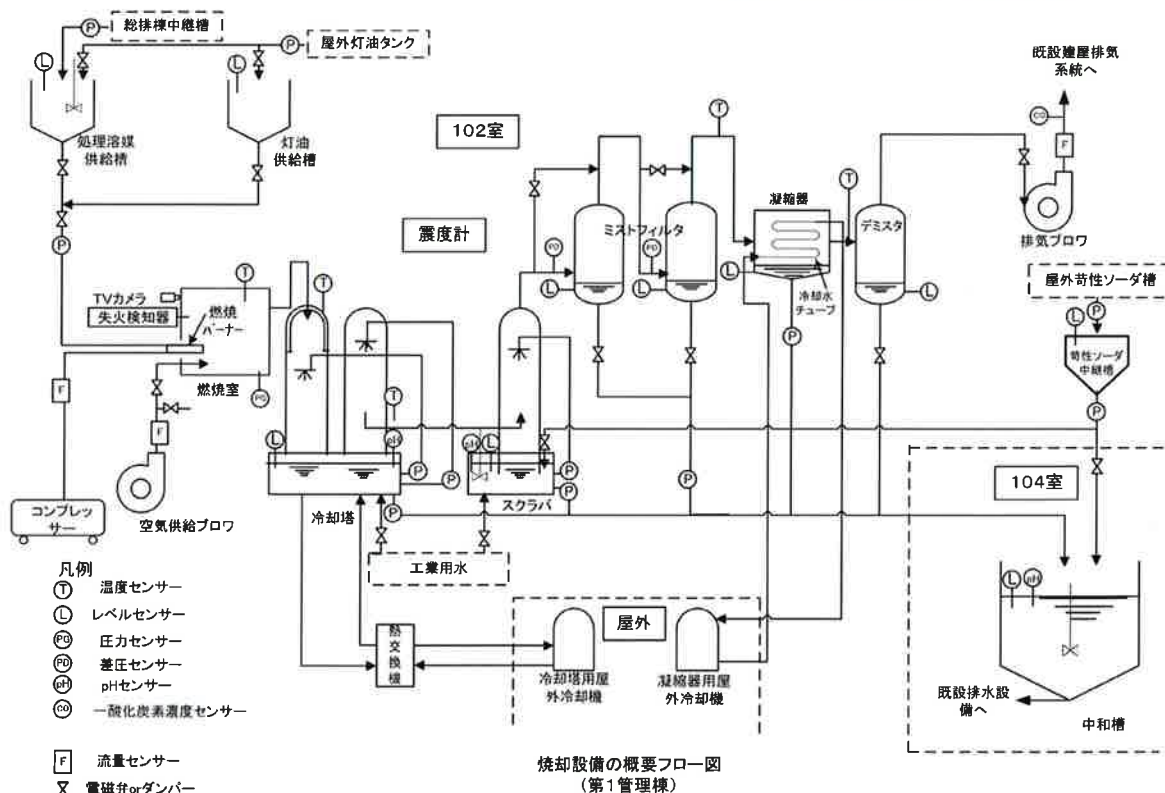 P
総排棟中継槽
P
屋外灯油タンク
L
L
処理溶媒
供給槽
灯油
供給槽
P
102室
震度計
T
既設建屋排気
系統へ
CO
F
排気ブロワ
T
凝縮器
デミスタ
ミストフィルタ
PD
PD
L
L
L
L
冷却水
チューブ
P
P
屋外苛性ソーダ槽
P
L
苛性ソーダ
中継槽
P
TVカメラ
失火検知器
燃焼
バーナー
T
T
燃焼室
PG
F
F
コンプレッ
サー
空気供給ブロワ
L
T
pH
P
P
P
冷却塔
pH
L
P
P
スクラバ
P
工業用水
104室
L
pH
既設排水設
備へ
中和槽
熱交換機
屋外
冷却塔用屋
外冷却機
凝縮器用屋
外冷却機
凡例
T 温度センサー
L レベルセンサー
PG 圧力センサー
PD 差圧センサー
pH pHセンサー
CO 一酸化炭素濃度センサー
F 流量センサー
電磁弁orダンパー
焼却設備の概要フロー図
(第1管理棟)